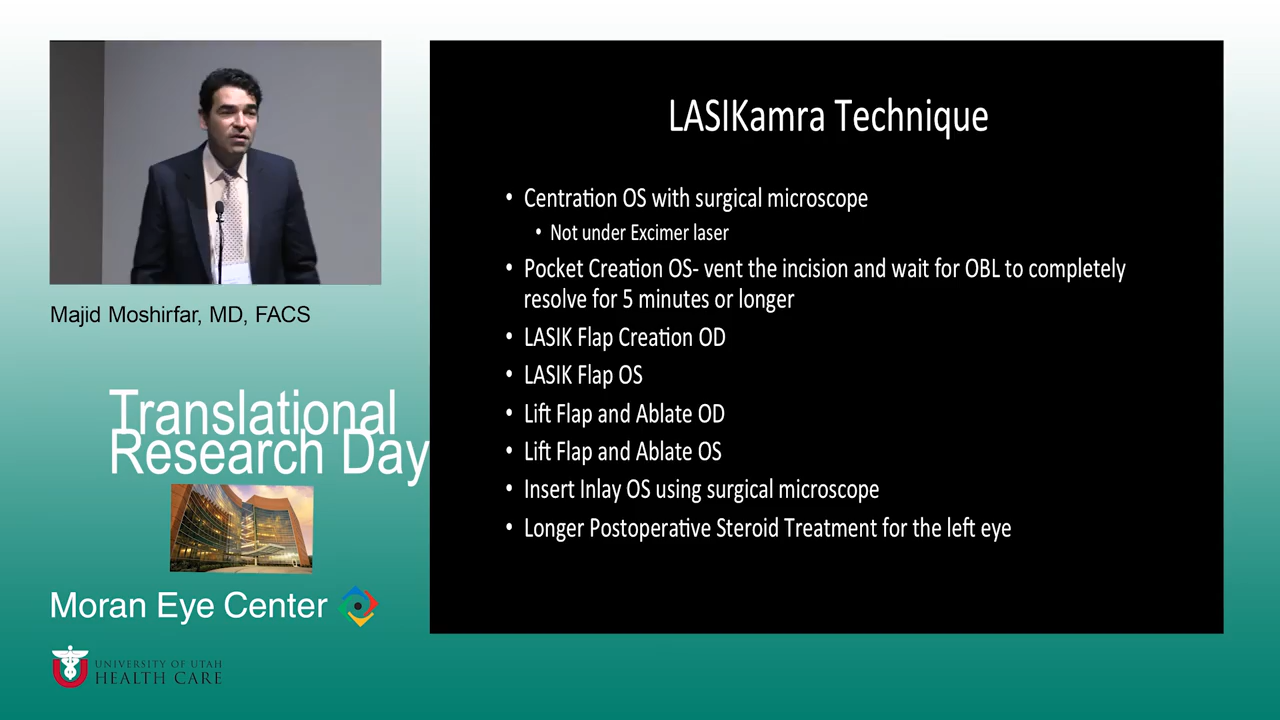 LASIKamra Technique
• Centration OS with surgical microscope
• Not under Excimer laser
• Pocket Creation OS- vent the incision and wait for OBL to completely
resolve for 5 minutes or longer
• LASIK Flap Creation OD
• LASIK Flap OS
• Lift Flap and Ablate OD
• Lift Flap and Ablate OS
• Insert Inlay OS using surgical microscope
• Longer Postoperative Steroid Treatment for the left eye
Majid Moshirfar, MD, FACS
Translational
Research Day
Moran Eye Center
UNIVERSITY OF UTAH
HEALTH CARE